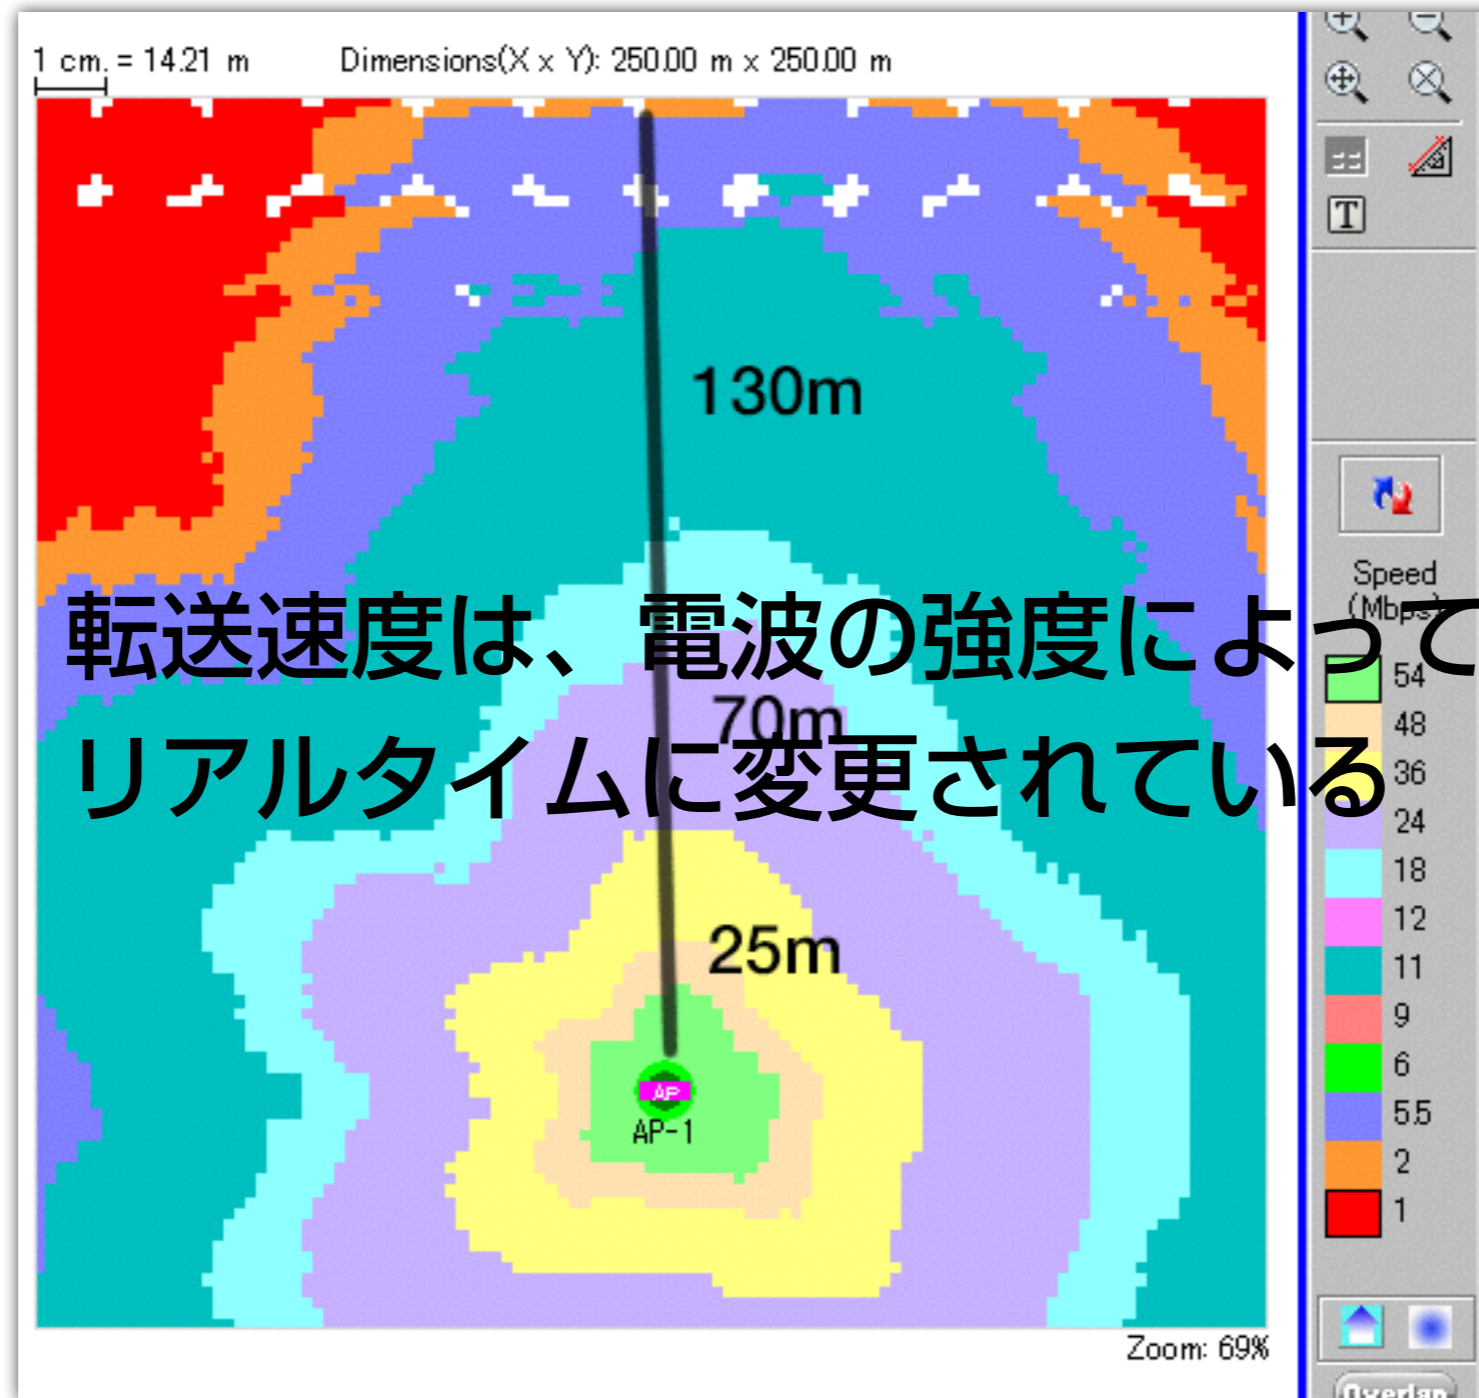 1 cm. = 14.21 m Dimensions(X x Y): 250.00 m x 250.00 m
130m
転送速度は、電波の強度によって
70m
リアルタイムに変更されている
25m
AP
AP-1
Zoom: 69%
T
Speed
(Mbps)
54
48
36
24
18
12
11
9
6
5.5
2
1
Overlap